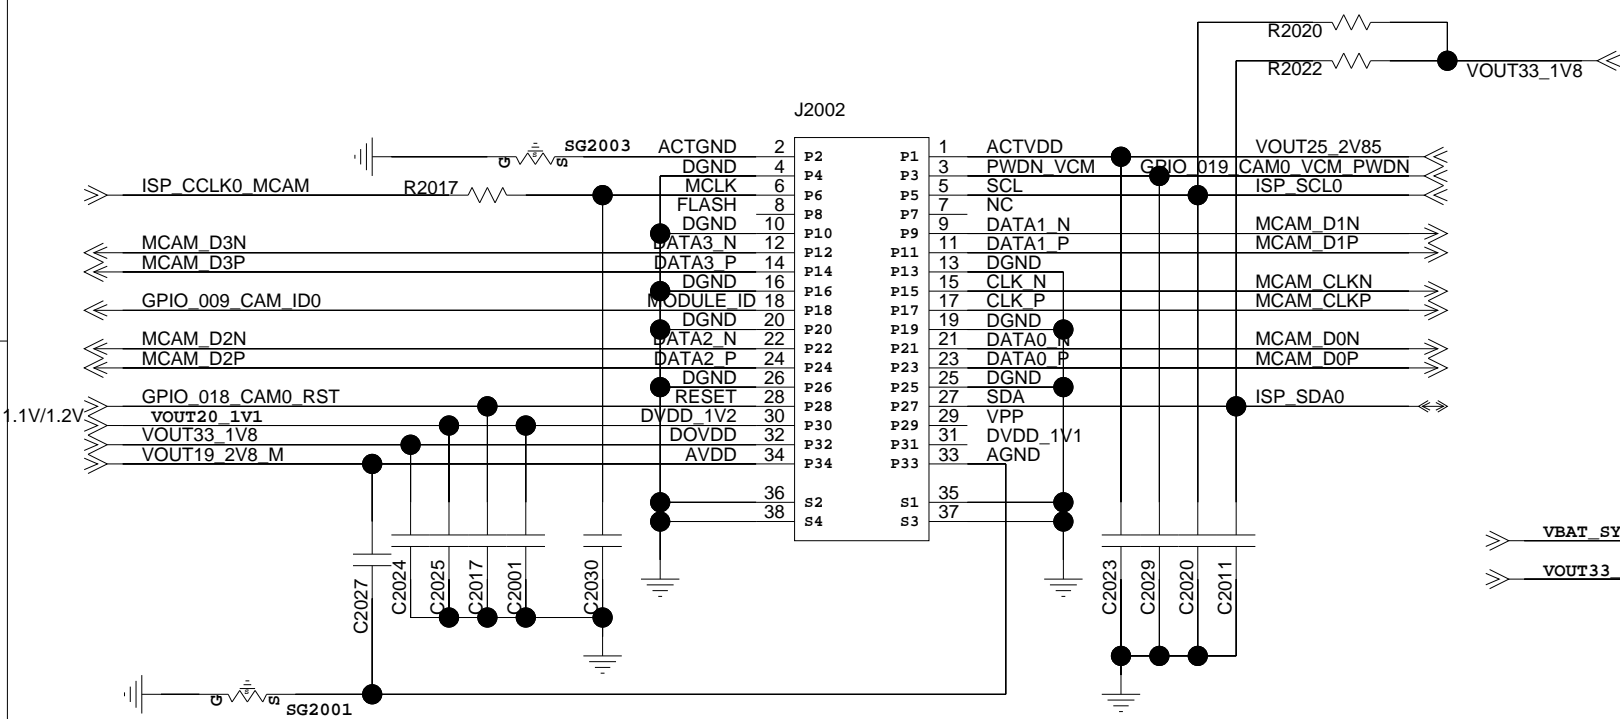 R2020
R2022
VOUT33_1V8
J2002
SG2003
G
S
S
ACTGND 2 P2 P1 1 ACTVDD VOUT25_2V85
DGND 4 P4 P3 3 PWDN_VCM GPIO_019_CAM0_VCM_PWDN
ISP_CCLK0_MCAM R2017 MCLK 6 P6 P5 5 SCL ISP_SCL0
FLASH 8 P8 P7 7 NC
DGND 10 P10 P9 9 DATA1_N MCAM_D1N
MCAM_D3N DATA3_N 12 P12 P11 11 DATA1_P MCAM_D1P
MCAM_D3P DATA3_P 14 P14 P13 13 DGND
DGND 16 P16 P15 15 CLK_N MCAM_CLKN
GPIO_009_CAM_ID0 MODULE_ID 18 P18 P17 17 CLK_P MCAM_CLKP
DGND 20 P20 P19 19 DGND
MCAM_D2N DATA2_N 22 P22 P21 21 DATA0_N MCAM_D0N
MCAM_D2P DATA2_P 24 P24 P23 23 DATA0_P MCAM_D0P
DGND 26 P26 P25 25 DGND
GPIO_018_CAM0_RST RESET 28 P28 P27 27 SDA ISP_SDA0
1.1V/1.2V VOUT20_1V1 DVDD_1V2 30 P30 P29 29 VPP
VOUT33_1V8 DOVDD 32 P32 P31 31 DVDD_1V1
VOUT19_2V8_M AVDD 34 P34 P33 33 AGND
36 S2 S1 35
38 S4 S3 37
VBAT_SY
VOUT33_
C2027
C2024
C2025
C2017
C2001
C2030
C2023
C2029
C2020
C2011
G
S
S
SG2001